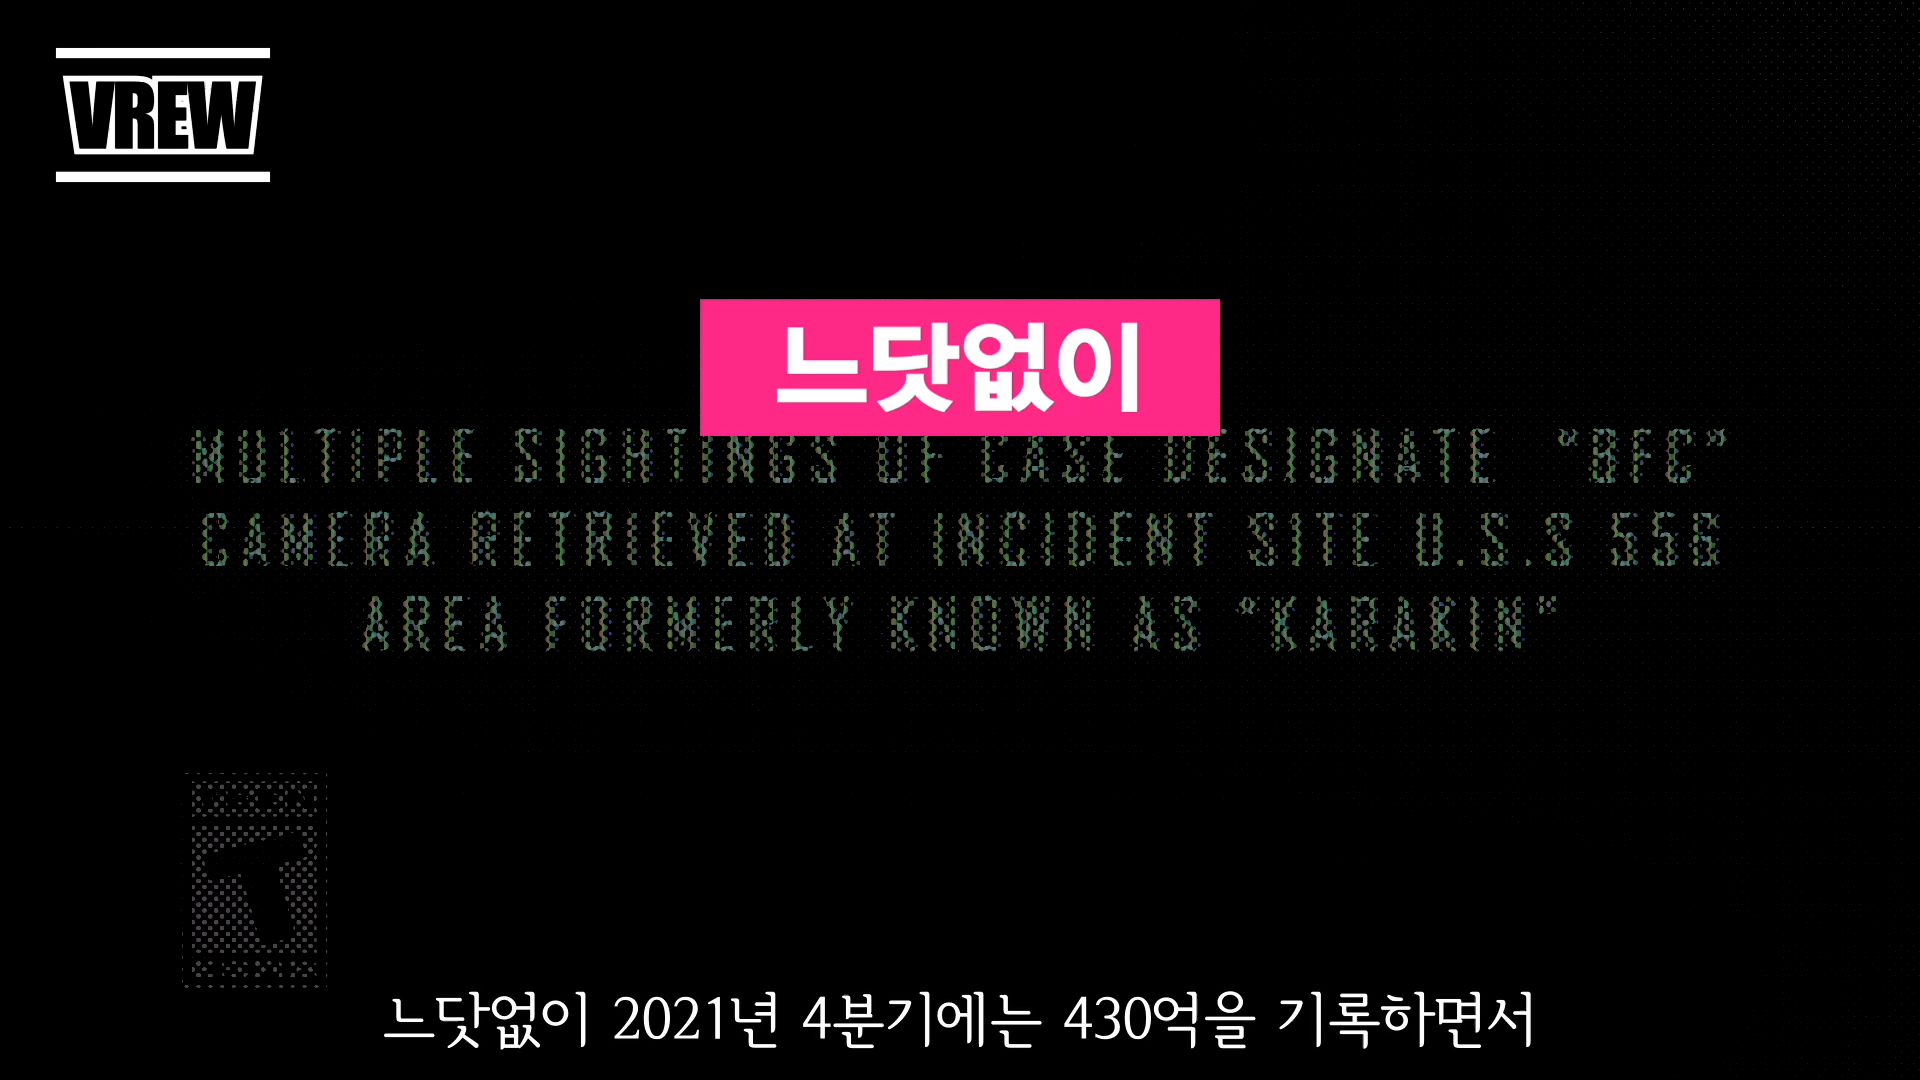 VREW
느닷없이
MULTIPLE SIGHTINGS OF CASE DESIGNATE "BFC"
CAMERA RETRIEVED AT INCIDENT SITE U.S.S 556
AREA FORMERLY KNOWN AS "KARAKIN"
T
느닷없이 2021년 4분기에는 430억을 기록하면서